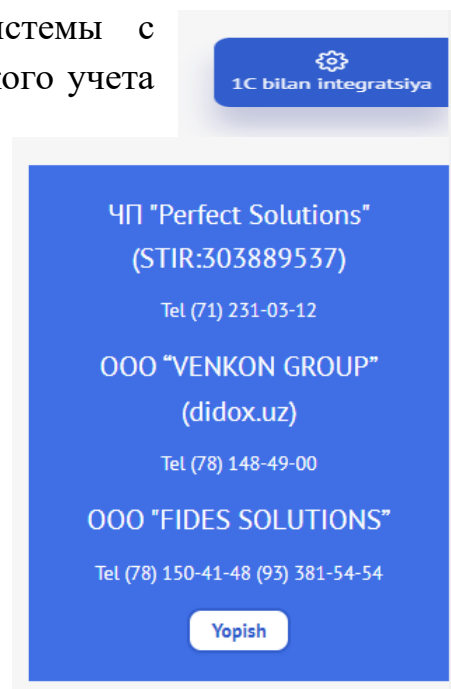 истемы с
кого учета
1C bilan integratsiya
ЧП "Perfect Solutions"
(STIR:303889537)
Tel (71) 231-03-12
ООО “VENKON GROUP”
(didox.uz)
Tel (78) 148-49-00
ООО "FIDES SOLUTIONS”
Tel (78) 150-41-48 (93) 381-54-54
Yopish